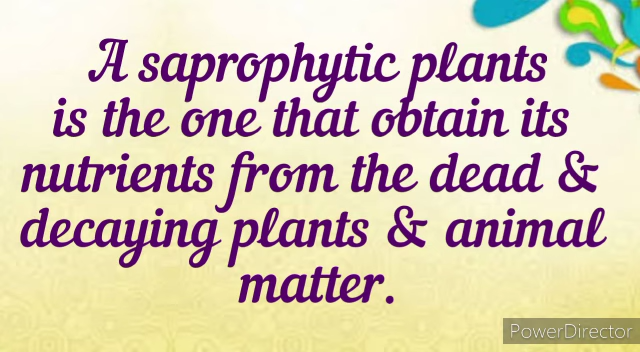 A saprophytic plants
is the one that obtain its
nutrients from the dead &
decaying plants & animal
matter.
PowerDirector